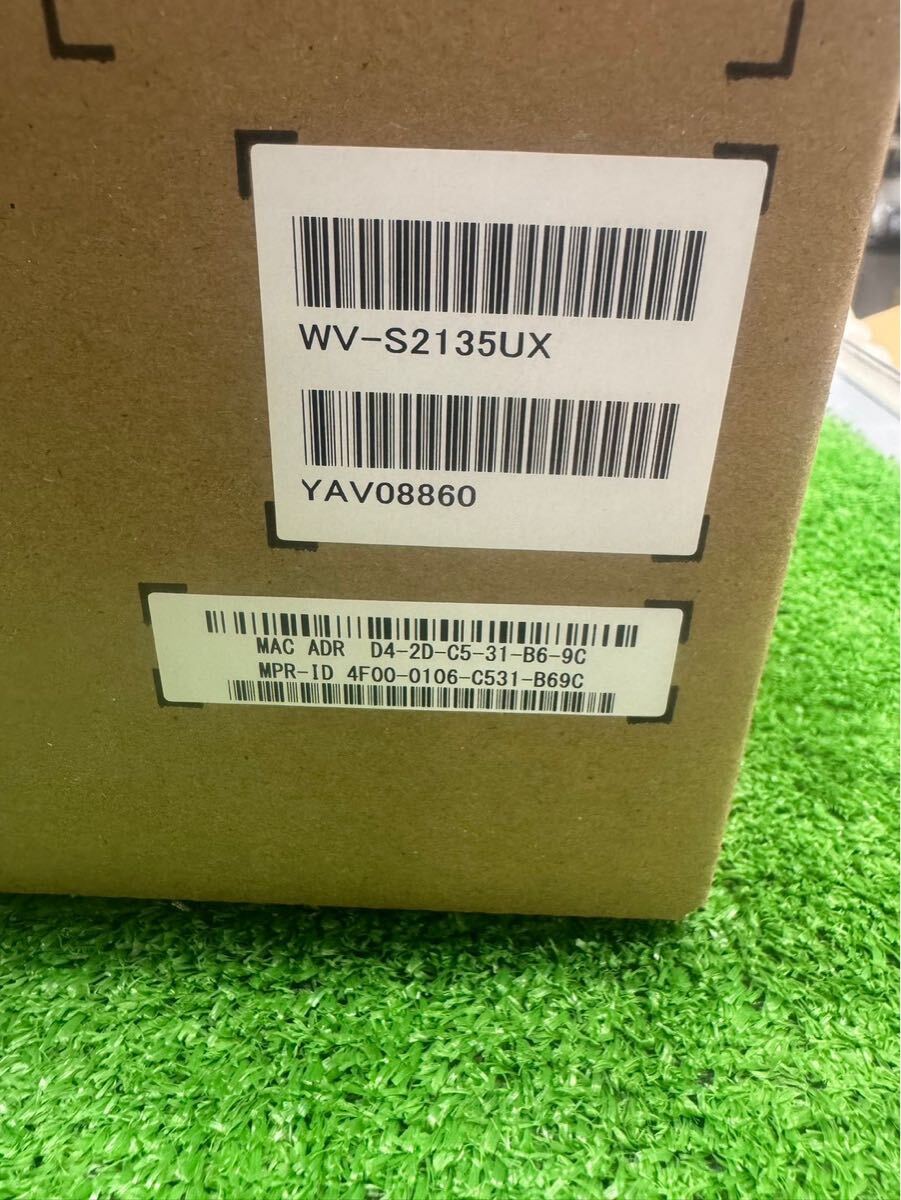 WV-S2135UX
YAV08860
MAC ADR D4-2D-C5-31-B6-9C
MPR-ID 4F00-0106-C531-B69C